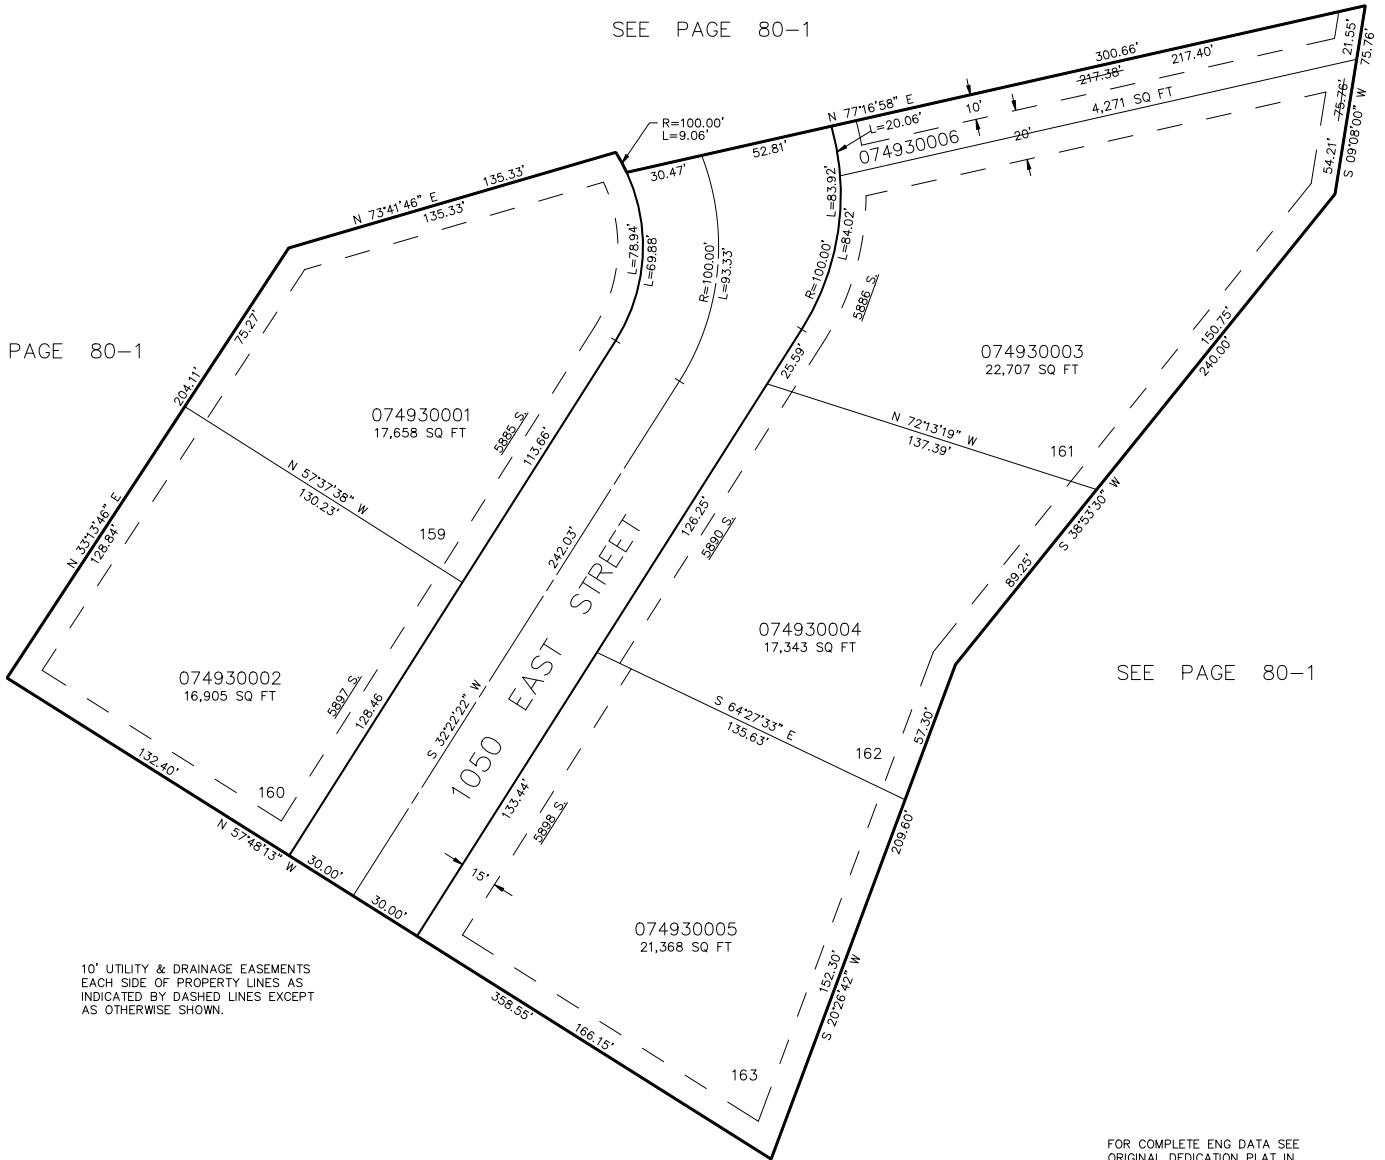 SEE PAGE 80-1
300.66'
217.40'
217.38'
21.55'
75.76'
75.76'
S 09°08'00" W
54.21'
4,271 SQ FT
N 77°16'58" E
10'
20'
L=20.06'
074930006
R=100.00'
L=9.06'
52.81'
30.47'
135.33'
N 73°41'46" E
135.33'
L=78.94'
L=69.88'
R=100.00'
L=93.33'
L=83.92'
L=84.02'
R=100.00'
5886 S.
PAGE 80-1
75.27'
204.11'
074930001
17,658 SQ FT
5885 S.
113.66'
25.59'
074930003
22,707 SQ FT
150.75'
240.00'
N 72°13'19" W
137.39'
161
N 57°37'38" W
130.23'
159
N 33°13'46" E
128.84'
242.03'
126.25'
5890 S.
S 38°53'30" W
89.25'
074930004
17,343 SQ FT
074930002
16,905 SQ FT
5897 S.
128.46
S 32°22'22" W
1050 EAST STREET
SEE PAGE 80-1
S 64°27'33" E
135.63'
57.30'
162
132.40'
160
133.44'
5898 S.
209.60'
N 57°48'13" W
30.00'
30.00'
15'
074930005
21,368 SQ FT
152.30'
S 20°26'42" W
10' UTILITY & DRAINAGE EASEMENTS
EACH SIDE OF PROPERTY LINES AS
INDICATED BY DASHED LINES EXCEPT
AS OTHERWISE SHOWN.
358.55'
166.15'
163
FOR COMPLETE ENG DATA SEE
ORIGINAL DEDICATION PLAT IN